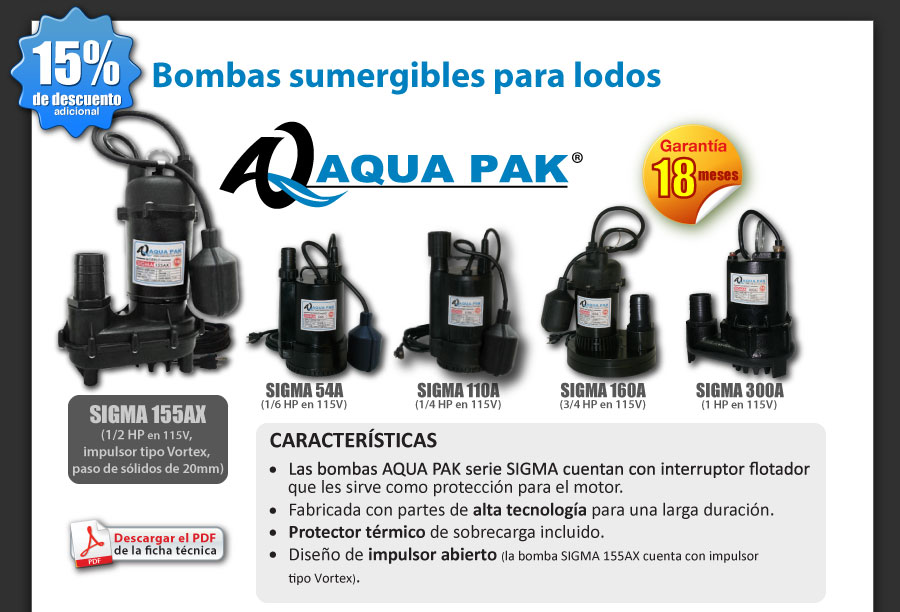 15%
de descuento
adicional
Bombas sumergibles para lodos
AQUA PAK®
Garantía
18 meses
AQUA PAK
SIGMA 155AX
(1/2 HP en 115V,
impulsor tipo Vortex,
paso de sólidos de 20mm)
SIGMA 54A
(1/6 HP en 115V)
SIGMA 110A
(1/4 HP en 115V)
SIGMA 160A
(3/4 HP en 115V)
SIGMA 300A
(1 HP en 115V)
CARACTERÍSTICAS
• Las bombas AQUA PAK serie SIGMA cuentan con interruptor flotador
que les sirve como protección para el motor.
• Fabricada con partes de alta tecnología para una larga duración.
• Protector térmico de sobrecarga incluido.
• Diseño de impulsor abierto (la bomba SIGMA 155AX cuenta con impulsor
tipo Vortex).
PDF
Descargar el PDF
de la ficha técnica